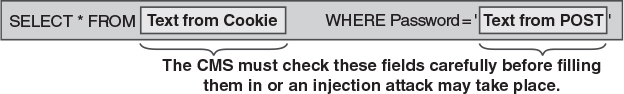 SELECT * FROM Text from Cookie WHERE Password=' Text from POST '
The CMS must check these fields carefully before filling
them in or an injection attack may take place.